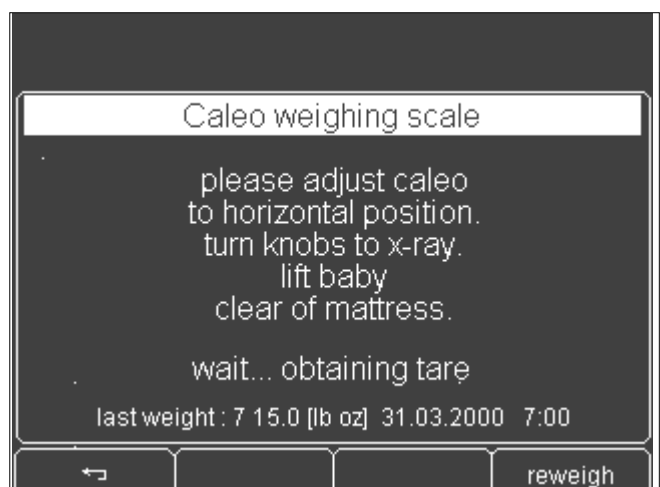 Caleo weighing scale
please adjust caleo
to horizontal position.
turn knobs to x-ray.
lift baby
clear of mattress.
wait... obtaining tare
last weight : 7 15.0 [lb oz] 31.03.2000 7:00
reweigh